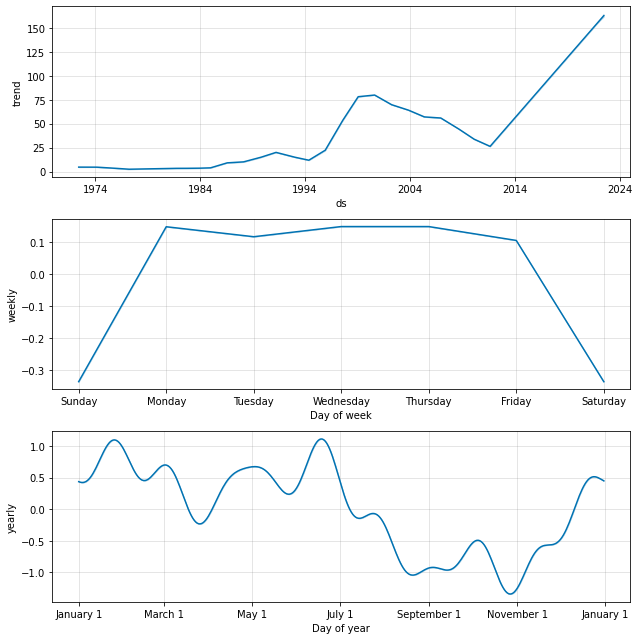 trend
150
125
100
75
50
25
0
1974 1984 1994 2004 2014 2024
ds
weekly
0.1
0.0
−0.1
−0.2
−0.3
Sunday Monday Tuesday Wednesday Thursday Friday Saturday
Day of week
yearly
1.0
0.5
0.0
−0.5
−1.0
January 1 March 1 May 1 July 1 September 1 November 1 January 1
Day of year